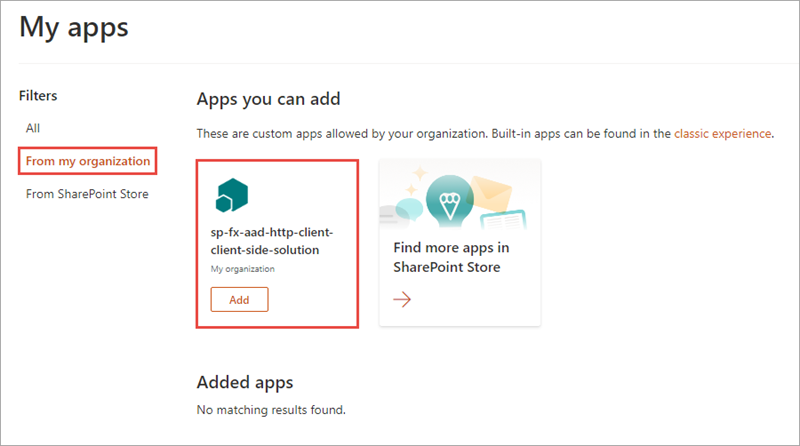 My apps
Filters
All
From my organization
From SharePoint Store
Apps you can add
These are custom apps allowed by your organization. Built-in apps can be found in the classic experience.
sp-fx-aad-http-client-
client-side-solution
My organization
Add
Find more apps in
SharePoint Store
Added apps
No matching results found.